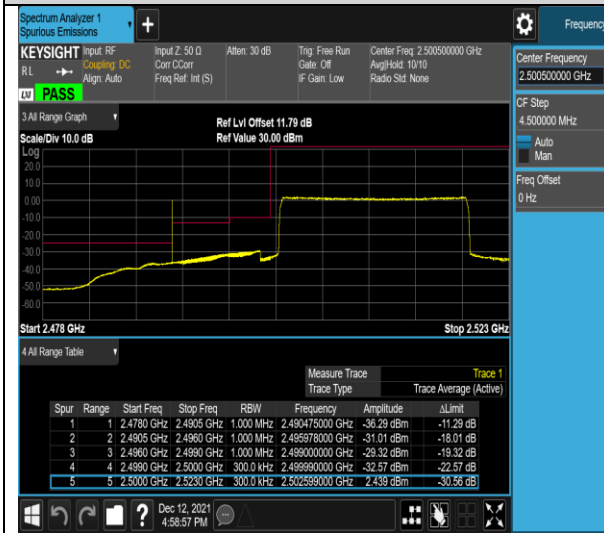 Spectrum Analyzer 1
Spurious Emissions
+
Frequency
KEYSIGHT Input: RF Input Z: 50 Ω Atten: 30 dB Trig: Free Run Center Freq: 2.500500000 GHz
RL Coupling: DC Corr CCorr Gate: Off Avg|Hold: 10/10
Align: Auto Freq Ref: Int (S) IF Gain: Low Radio Std: None
LXI PASS
Center Frequency
2.500500000 GHz
CF Step
4.500000 MHz
Auto
Man
Freq Offset
0 Hz
3 All Range Graph
Ref Lvl Offset 11.79 dB
Scale/Div 10.0 dB Ref Value 30.00 dBm
Log
20.0
10.0
0.00
-10.0
-20.0
-30.0
-40.0
-50.0
-60.0
Start 2.478 GHz Stop 2.523 GHz
4 All Range Table
Measure Trace Trace 1
Trace Type Trace Average (Active)
Spur Range Start Freq Stop Freq RBW Frequency Amplitude ΔLimit
1 1 2.4780 GHz 2.4905 GHz 1.000 MHz 2.490475000 GHz -36.29 dBm -11.29 dB
2 2 2.4905 GHz 2.4960 GHz 1.000 MHz 2.495978000 GHz -31.01 dBm -18.01 dB
3 3 2.4960 GHz 2.4990 GHz 1.000 MHz 2.499000000 GHz -29.32 dBm -19.32 dB
4 4 2.4990 GHz 2.5000 GHz 300.0 kHz 2.499990000 GHz -32.57 dBm -22.57 dB
5 5 2.5000 GHz 2.5230 GHz 300.0 kHz 2.502599000 GHz 2.439 dBm -30.56 dB
? Dec 12, 2021
4:58:57 PM